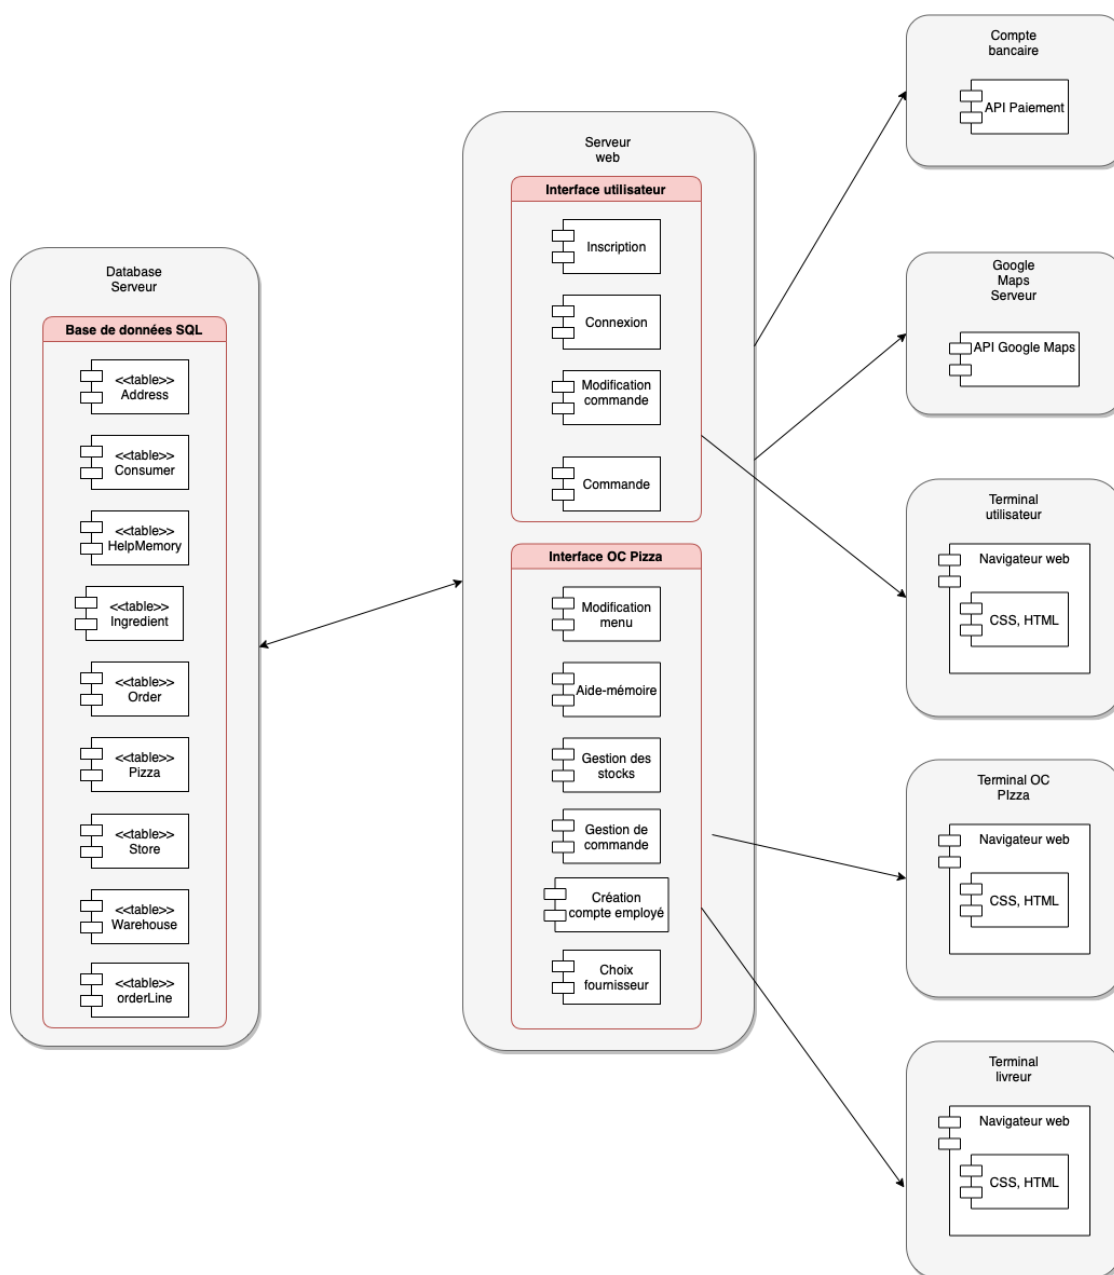 Database
Serveur
Base de données SQL
<<table>>
Address
<<table>>
Consumer
<<table>>
HelpMemory
<<table>>
Ingredient
<<table>>
Order
<<table>>
Pizza
<<table>>
Store
<<table>>
Warehouse
<<table>>
orderLine
Serveur
web
Interface utilisateur
Inscription
Connexion
Modification
commande
Commande
Interface OC Pizza
Modification
menu
Aide-mémoire
Gestion des
stocks
Gestion de
commande
Création
compte employé
Choix
fournisseur
Compte
bancaire
API Paiement
Google
Maps
Serveur
API Google Maps
Terminal
utilisateur
Navigateur web
CSS, HTML
Terminal OC
PIzza
Navigateur web
CSS, HTML
Terminal
livreur
Navigateur web
CSS, HTML